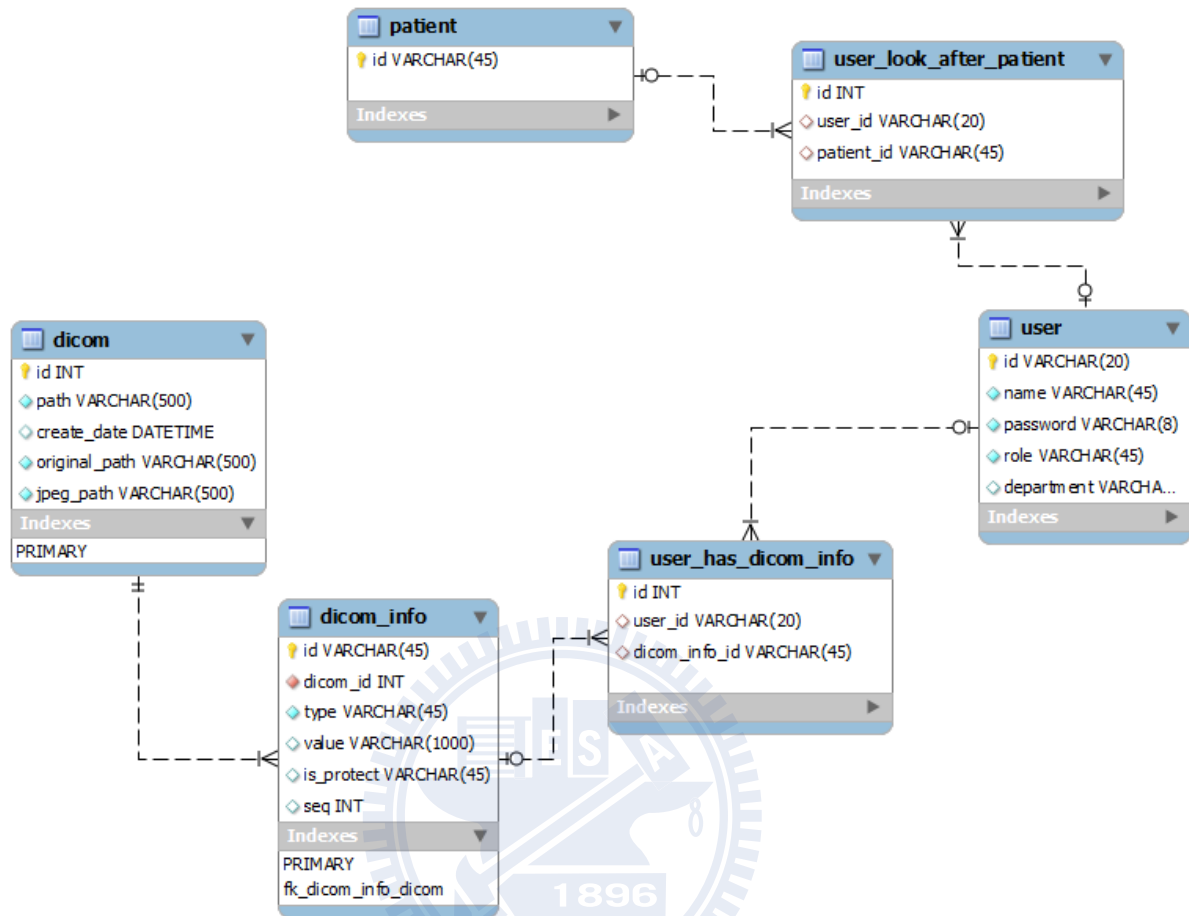 patient
id VARCHAR(45)
Indexes
user_look_after_patient
id INT
user_id VARCHAR(20)
patient_id VARCHAR(45)
Indexes
user
id VARCHAR(20)
name VARCHAR(45)
password VARCHAR(8)
role VARCHAR(45)
department VARCHA...
Indexes
dicom
id INT
path VARCHAR(500)
create_date DATETIME
original_path VARCHAR(500)
jpeg_path VARCHAR(500)
Indexes
PRIMARY
user_has_dicom_info
id INT
user_id VARCHAR(20)
dicom_info_id VARCHAR(45)
Indexes
dicom_info
id VARCHAR(45)
dicom_id INT
type VARCHAR(45)
value VARCHAR(1000)
is_protect VARCHAR(45)
seq INT
Indexes
PRIMARY
fk_dicom_info_dicom
E S A
8
1896